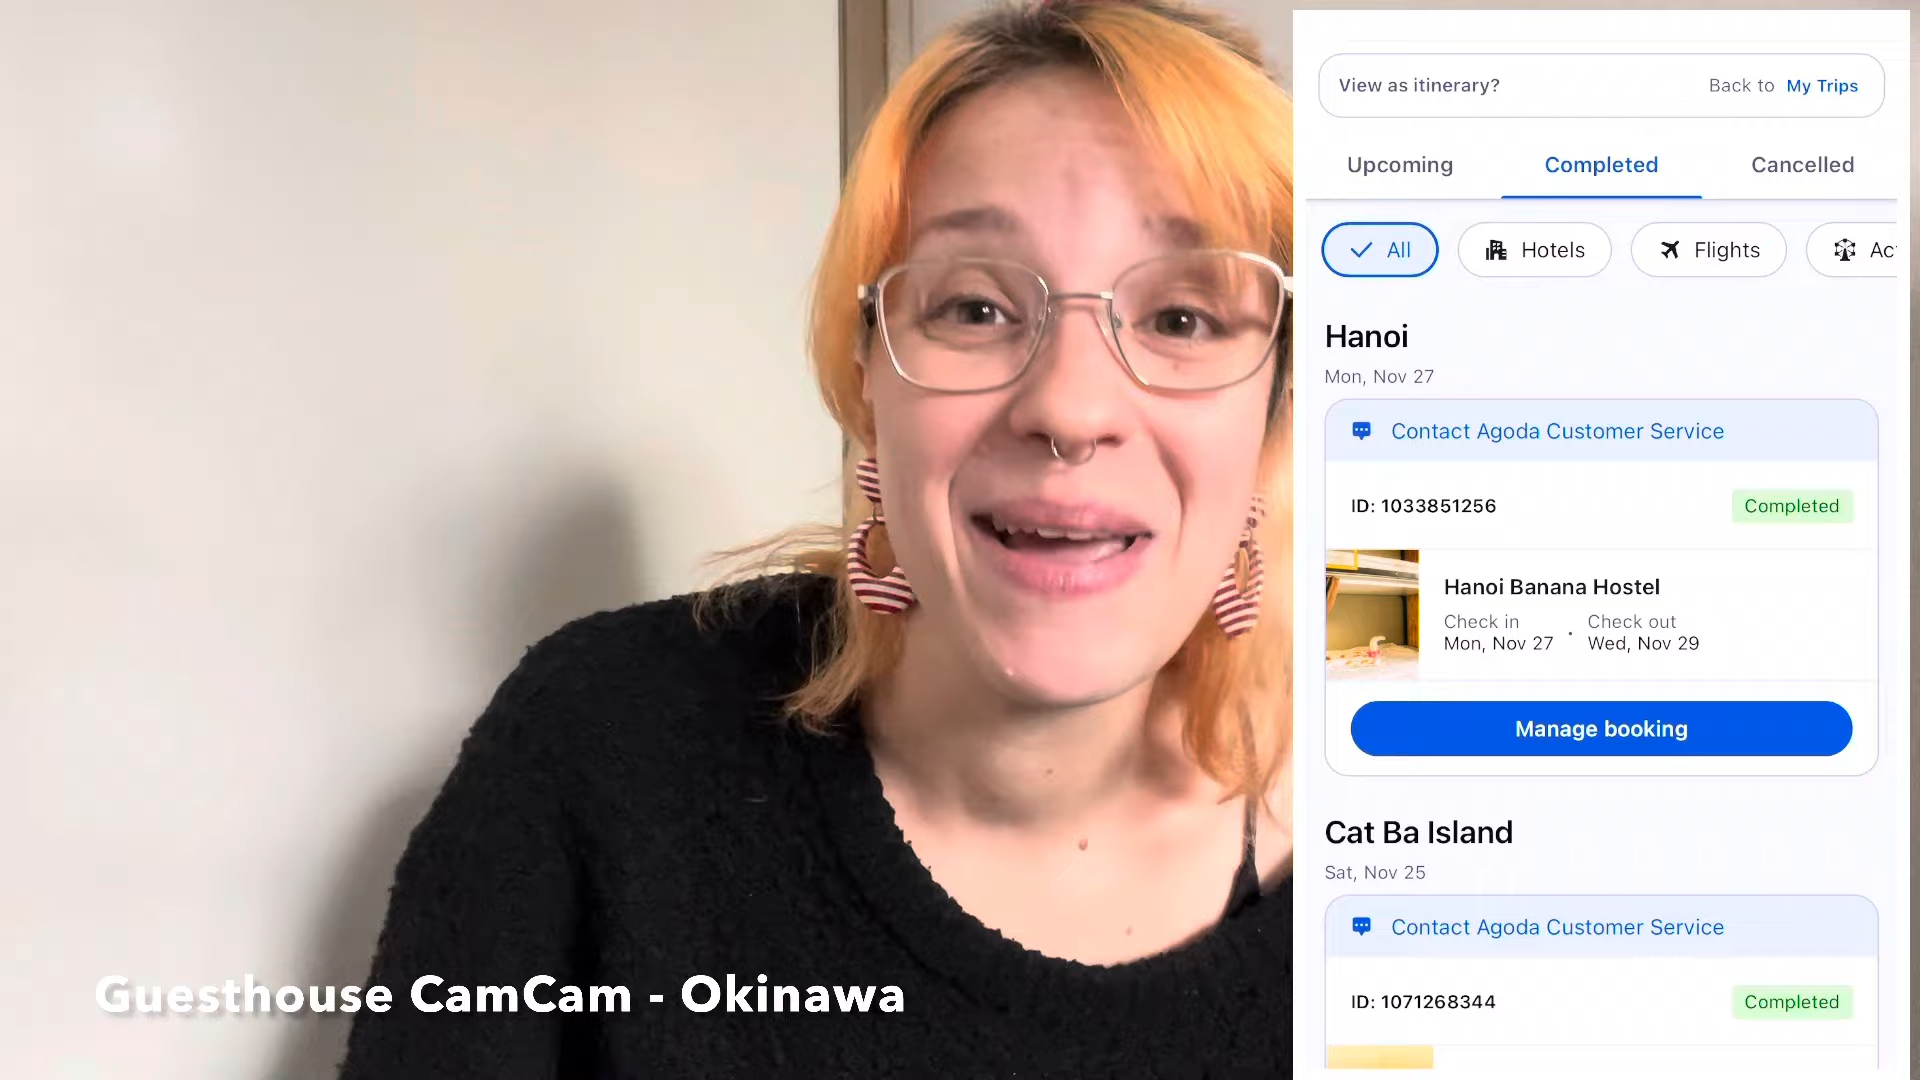 View as itinerary?
Back to My Trips
Upcoming
Completed
Cancelled
All
Hotels
Flights
Hanoi
Mon, Nov 27
Contact Agoda Customer Service
ID: 1033851256
Completed
Hanoi Banana Hostel
Check in
Check out
Mon, Nov 27 · Wed, Nov 29
Manage booking
Cat Ba Island
Sat, Nov 25
Contact Agoda Customer Service
ID: 1071268344
Completed
Guesthouse CamCam - Okinawa